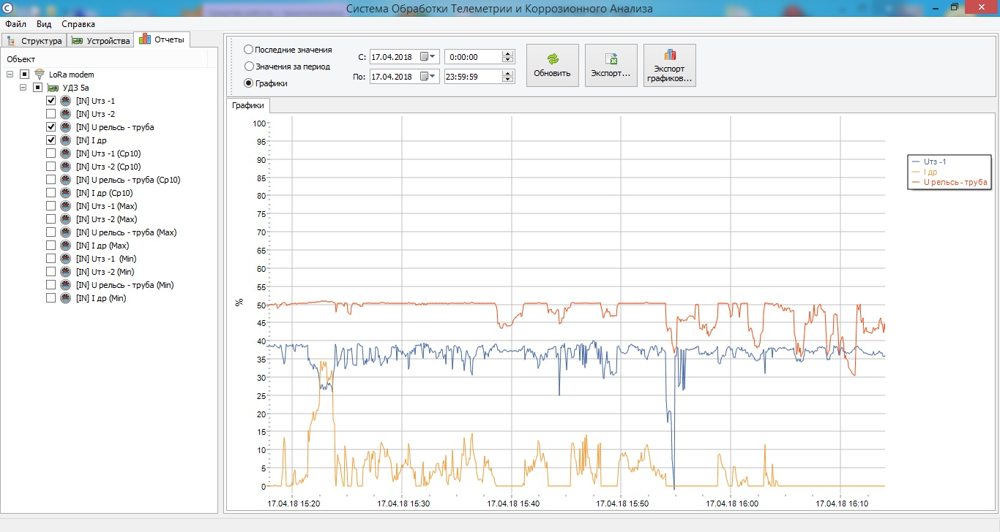 Система Обработки Телеметрии и Коррозионного Анализа
Файл Вид Справка
Структура Устройства Отчеты
Объект
LoRa modem
УДЗ 5а
[IN] Uтз -1
[IN] Uтз -2
[IN] U рельсь - труба
[IN] I др
[IN] Uтз -1 (Ср10)
[IN] Uтз -2 (Ср10)
[IN] U рельсь - труба (Ср10)
[IN] I др (Ср10)
[IN] Uтз -1 (Max)
[IN] Uтз -2 (Max)
[IN] U рельсь - труба (Max)
[IN] I др (Max)
[IN] Uтз -1 (Min)
[IN] Uтз -2 (Min)
[IN] U рельсь - труба (Min)
[IN] I др (Min)
Последние значения
Значения за период
Графики
С: 17.04.2018 0:00:00
По: 17.04.2018 23:59:59
Обновить
Экспорт...
Экспорт
графиков...
Графики
100
95
90
85
80
75
70
65
60
55
50
45
40
35
30
25
20
15
10
5
0
%
17.04.18 15:20 17.04.18 15:30 17.04.18 15:40 17.04.18 15:50 17.04.18 16:00 17.04.18 16:10
Uтз -1
I др
U рельсь - труба